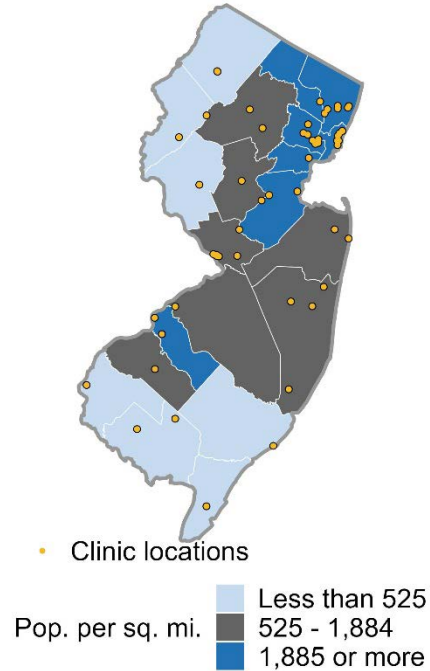 Clinic locations
Less than 525
Pop. per sq. mi.
525 - 1,884
1,885 or more